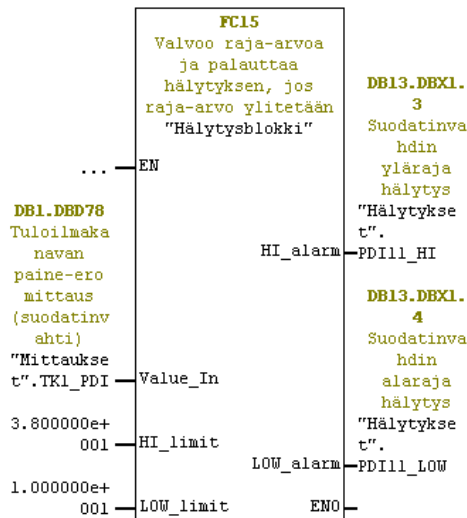 FC15
Valvoo raja-arvoa
ja palauttaa
hälytyksen, jos
raja-arvo ylitetään
"Hälytysblokki"
... EN
DB1.DBD78
Tuloilmaka
navan
paine-ero
mittaus
(suodatinv
ahti)
"Mittaukse
t".TK1_PDI Value_In
3.800000e+
001 HI_limit
1.000000e+
001 LOW_limit
DB13.DBX1.
3
Suodatinva
hdin
yläraja
hälytys
"Hälytykse
t".
HI_alarm PDI11_HI
DB13.DBX1.
4
Suodatinva
hdin
alaraja
hälytys
"Hälytykse
t".
LOW_alarm PDI11_LOW
ENO